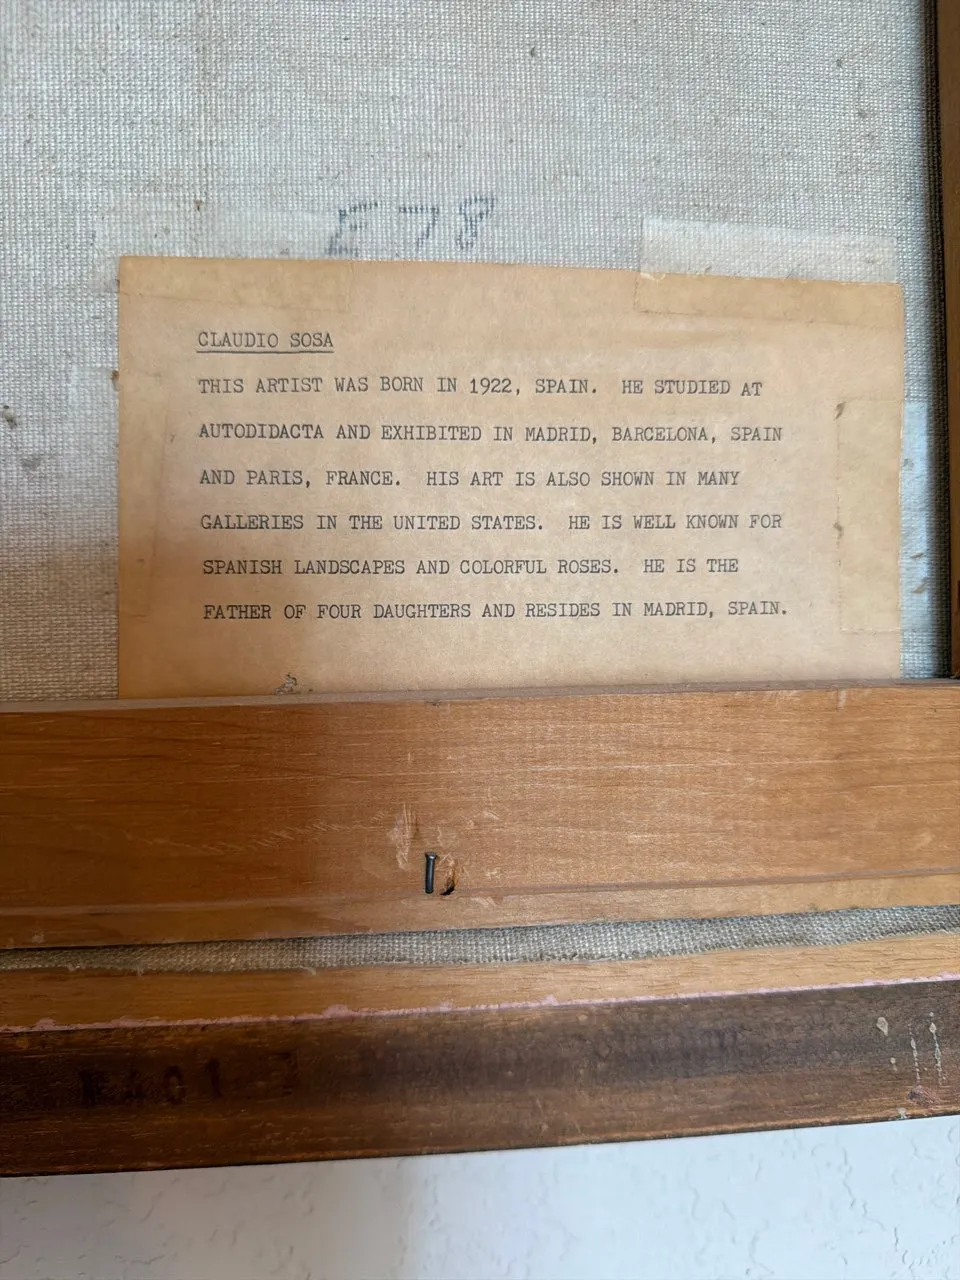 E78
CLAUDIO SOSA
THIS ARTIST WAS BORN IN 1922, SPAIN. HE STUDIED AT
AUTODIDACTA AND EXHIBITED IN MADRID, BARCELONA, SPAIN
AND PARIS, FRANCE. HIS ART IS ALSO SHOWN IN MANY
GALLERIES IN THE UNITED STATES. HE IS WELL KNOWN FOR
SPANISH LANDSCAPES AND COLORFUL ROSES. HE IS THE
FATHER OF FOUR DAUGHTERS AND RESIDES IN MADRID, SPAIN.